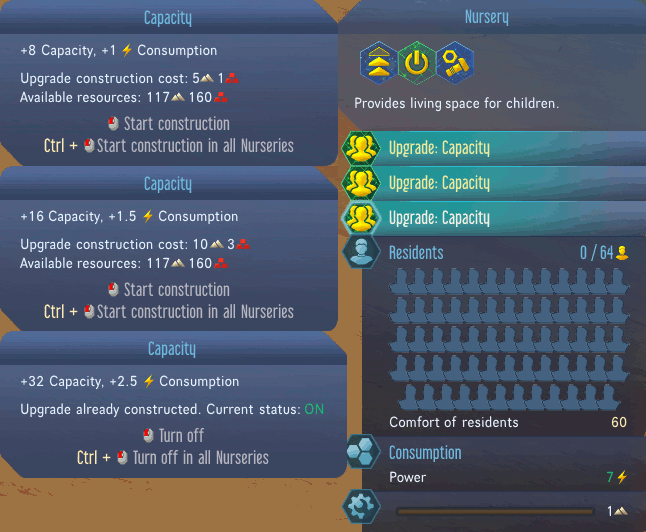 Capacity
+8 Capacity, +1 Consumption
Upgrade construction cost: 5 1
Available resources: 117 160
Start construction
Ctrl + Start construction in all Nurseries
Capacity
+16 Capacity, +1.5 Consumption
Upgrade construction cost: 10 3
Available resources: 117 160
Start construction
Ctrl + Start construction in all Nurseries
Capacity
+32 Capacity, +2.5 Consumption
Upgrade already constructed. Current status: ON
Turn off
Ctrl + Turn off in all Nurseries
Nursery
Provides living space for children.
Upgrade: Capacity
Upgrade: Capacity
Upgrade: Capacity
Residents 0 / 64
Comfort of residents 60
Consumption
Power 7
1